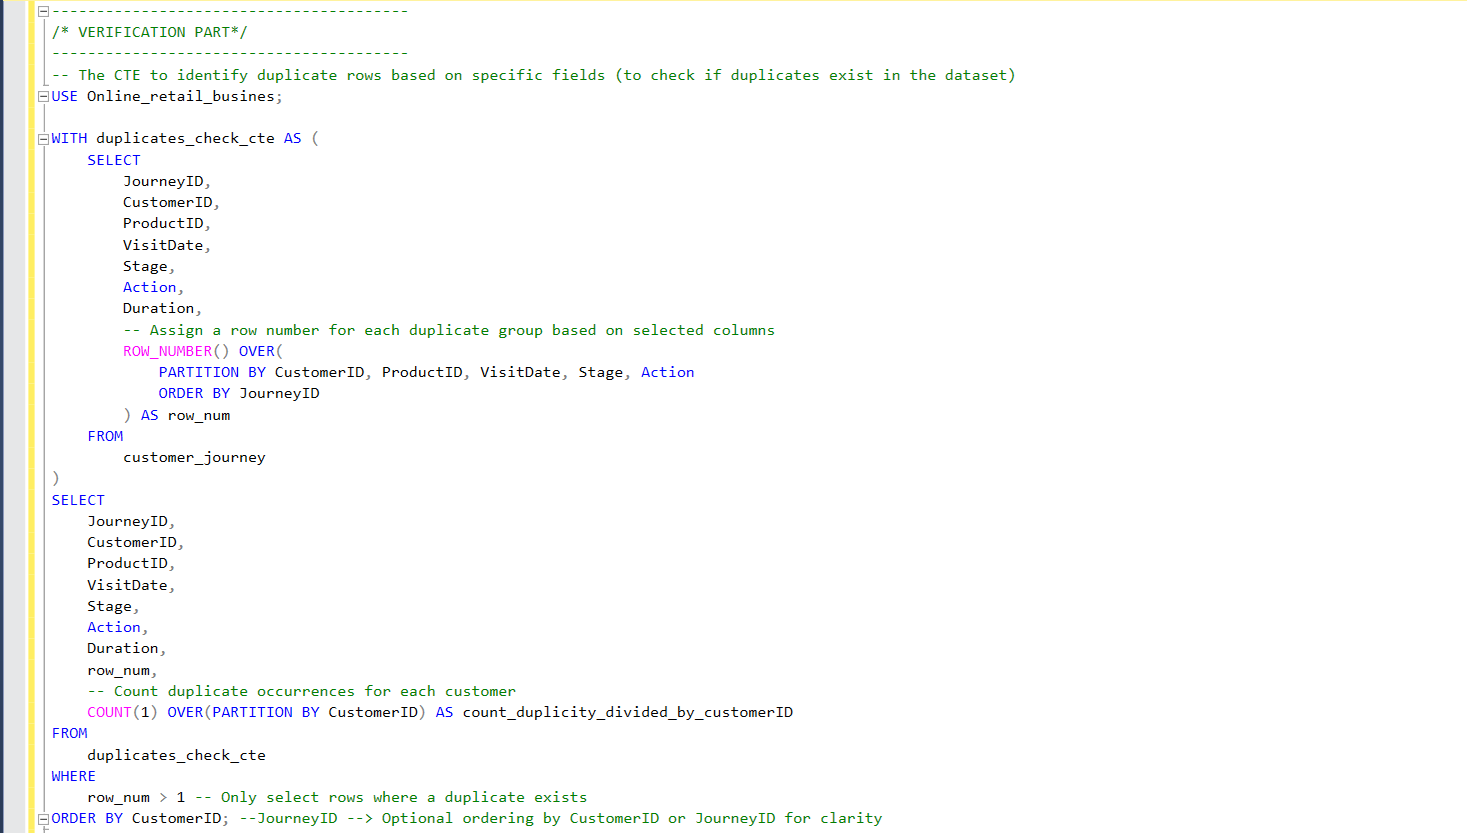 ----------------------------------------
/* VERIFICATION PART*/
----------------------------------------
-- The CTE to identify duplicate rows based on specific fields (to check if duplicates exist in the dataset)
USE Online_retail_busines;
WITH duplicates_check_cte AS (
    SELECT
        JourneyID,
        CustomerID,
        ProductID,
        VisitDate,
        Stage,
        Action,
        Duration,
        -- Assign a row number for each duplicate group based on selected columns
        ROW_NUMBER() OVER(
            PARTITION BY CustomerID, ProductID, VisitDate, Stage, Action
            ORDER BY JourneyID
        ) AS row_num
    FROM
        customer_journey
)
SELECT
    JourneyID,
    CustomerID,
    ProductID,
    VisitDate,
    Stage,
    Action,
    Duration,
    row_num,
    -- Count duplicate occurrences for each customer
    COUNT(1) OVER(PARTITION BY CustomerID) AS count_duplicity_divided_by_customerID
FROM
    duplicates_check_cte
WHERE
    row_num > 1 -- Only select rows where a duplicate exists
ORDER BY CustomerID; --JourneyID --> Optional ordering by CustomerID or JourneyID for clarity